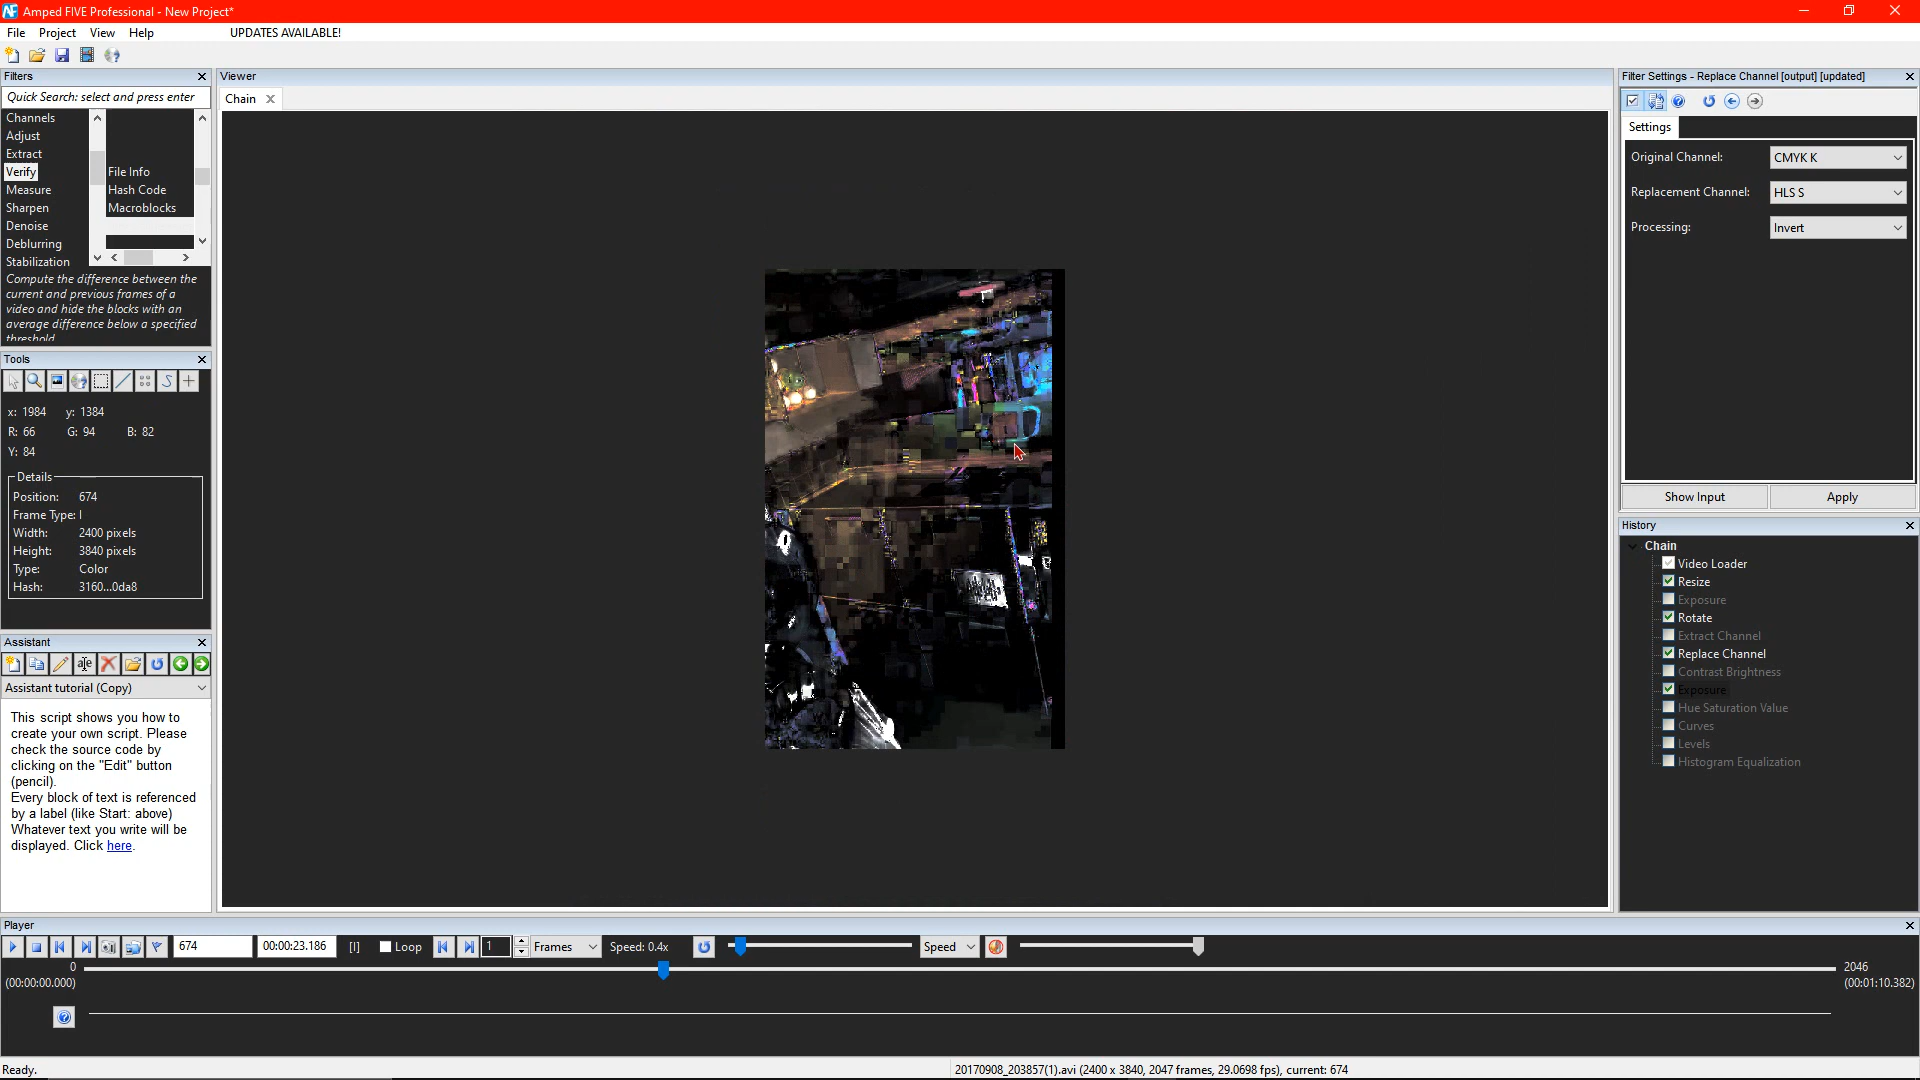 Amped FIVE Professional - New Project*
File Project View Help UPDATES AVAILABLE!
Filters
Quick Search: select and press enter
Channels
Adjust
Extract
Verify
Measure
Sharpen
Denoise
Deblurring
Stabilization
File Info
Hash Code
Macroblocks
Compute the difference between the
current and previous frames of a
video and hide the blocks with an
average difference below a specified
threshold
Tools
x: 1984 y: 1384
R: 66 G: 94 B: 82
Y: 84
Details
Position: 674
Frame Type: I
Width: 2400 pixels
Height: 3840 pixels
Type: Color
Hash: 3160...0da8
Assistant
Assistant tutorial (Copy)
This script shows you how to
create your own script. Please
check the source code by
clicking on the "Edit" button
(pencil).
Every block of text is referenced
by a label (like Start: above)
Whatever text you write will be
displayed. Click here.
Viewer
Chain
Filter Settings - Replace Channel [output] [updated]
Settings
Original Channel: CMYK K
Replacement Channel: HLS S
Processing: Invert
Show Input Apply
History
Chain
Video Loader
Resize
Exposure
Rotate
Extract Channel
Replace Channel
Contrast Brightness
Exposure
Hue Saturation Value
Curves
Levels
Histogram Equalization
Player
674 00:00:23.186 [I] Loop 1 Frames Speed: 0.4x Speed
0 2046
(00:00:00.000) (00:01:10.382)
Ready. 20170908_203857(1).avi (2400 x 3840, 2047 frames, 29.0698 fps), current: 674